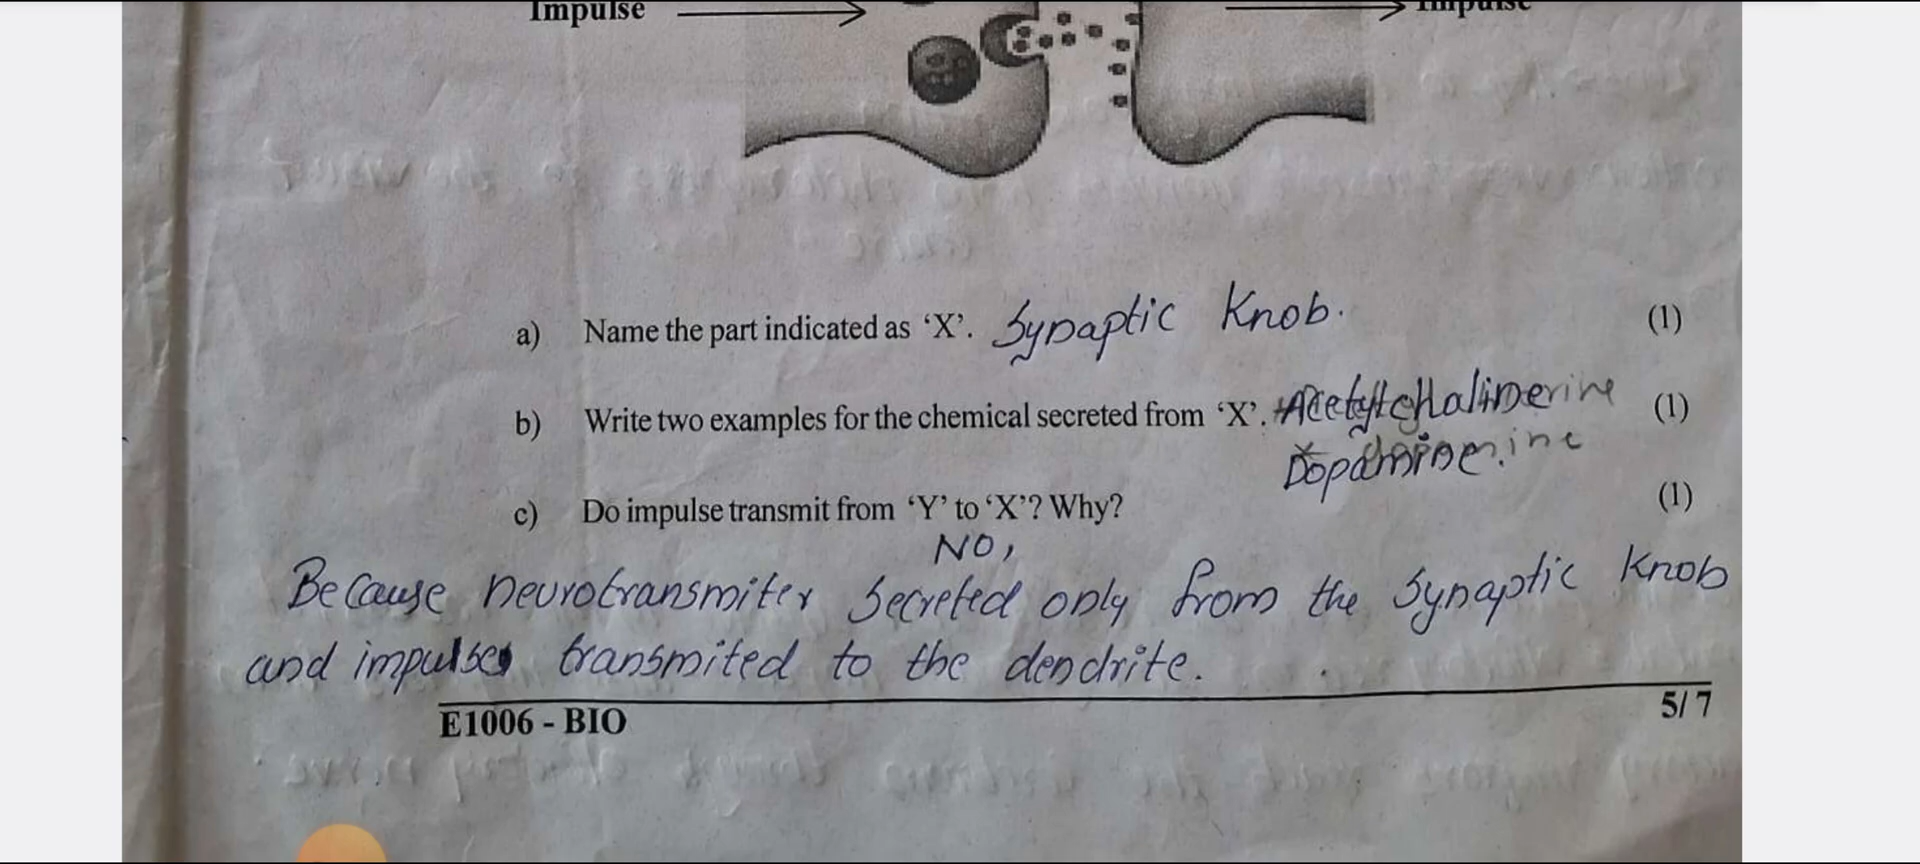 Impulse Impulse
a) Name the part indicated as ‘X’. Synaptic Knob. (1)
b) Write two examples for the chemical secreted from ‘X’. (1)
Dopamine.
c) Do impulse transmit from ‘Y’ to ‘X’? Why? (1)
NO,
Because neurotransmiter Secreted only from the Synaptic Knob
and impulses transmited to the dendrite.
E1006 - BIO 5/7